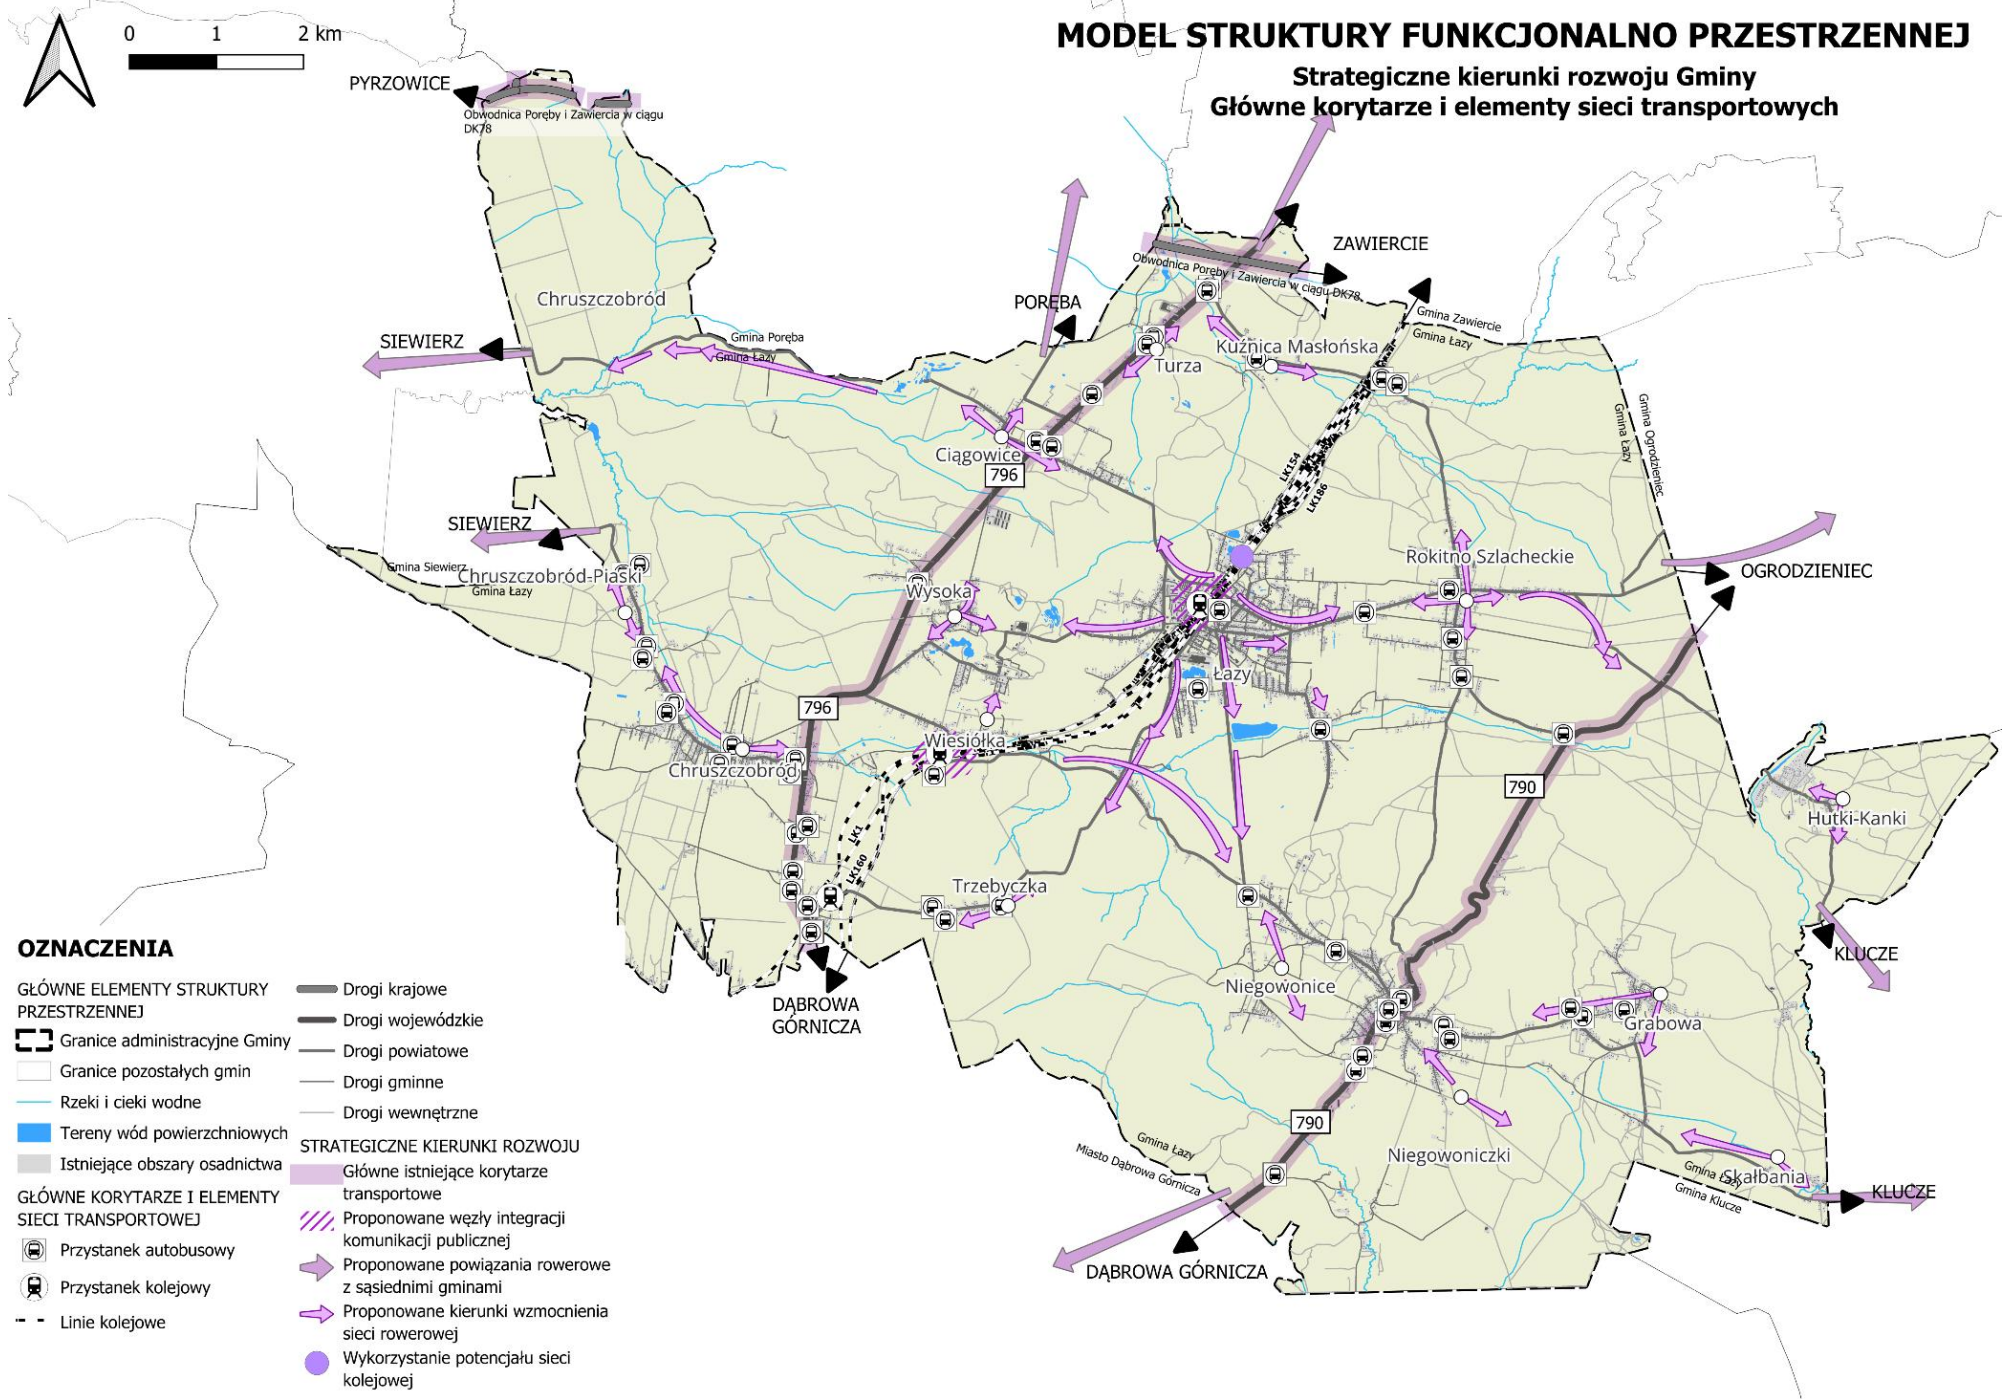 0 1 2 km
MODEL STRUKTURY FUNKCJONALNO PRZESTRZENNEJ
Strategiczne kierunki rozwoju Gminy
Główne korytarze i elementy sieci transportowych
PYRZOWICE
Obwodnica Poręby i Zawiercia w ciągu
DK78
ZAWIERCIE
Obwodnica Poręby i Zawiercia w ciągu DK78
Chruszczobród
PORĘBA
Gmina Zawiercie
Gmina Łazy
SIEWIERZ
Gmina Poręba
Gmina Łazy
Kuźnica Masłońska
Turza
Gmina Ogrodzieniec
Gmina Łazy
Ciągowice
796
LK154
LK186
SIEWIERZ
Gmina Siewierz
Gmina Łazy
Chruszczobród-Piaski
Wysoka
Rokitno Szlacheckie
OGRODZIENIEC
Łazy
796
Wiesiółka
Chruszczobród
790
Hutki-Kanki
LK1
LK160
Trzebyczka
KLUCZE
DĄBROWA
GÓRNICZA
Niegowonice
Grabowa
790
Gmina Łazy
Miasto Dąbrowa Górnicza
Niegowoniczki
Gmina Łazy
Gmina Klucze
Skałbania
KLUCZE
DĄBROWA GÓRNICZA
OZNACZENIA
GŁÓWNE ELEMENTY STRUKTURY
PRZESTRZENNEJ
Granice administracyjne Gminy
Granice pozostałych gmin
Rzeki i cieki wodne
Tereny wód powierzchniowych
Istniejące obszary osadnictwa
GŁÓWNE KORYTARZE I ELEMENTY
SIECI TRANSPORTOWEJ
Przystanek autobusowy
Przystanek kolejowy
Linie kolejowe
Drogi krajowe
Drogi wojewódzkie
Drogi powiatowe
Drogi gminne
Drogi wewnętrzne
STRATEGICZNE KIERUNKI ROZWOJU
Główne istniejące korytarze
transportowe
Proponowane węzły integracji
komunikacji publicznej
Proponowane powiązania rowerowe
z sąsiednimi gminami
Proponowane kierunki wzmocnienia
sieci rowerowej
Wykorzystanie potencjału sieci
kolejowej